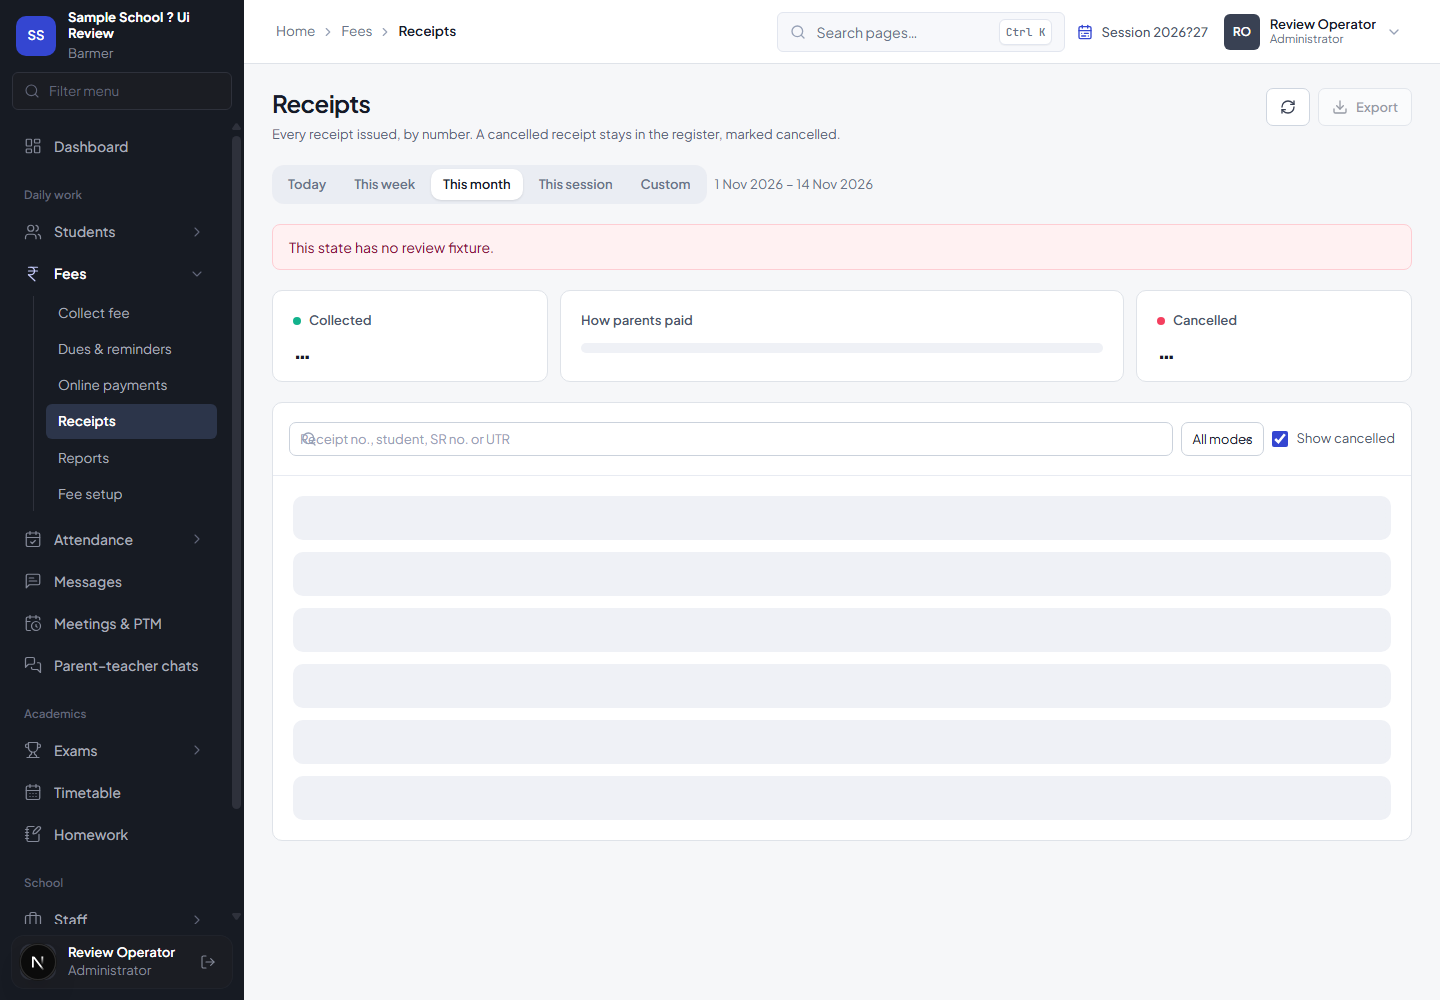 SS
Sample School ? Ui Review
Barmer
Filter menu
Dashboard
Daily work
Students
Fees
Collect fee
Dues & reminders
Online payments
Receipts
Reports
Fee setup
Attendance
Messages
Meetings & PTM
Parent-teacher chats
Academics
Exams
Timetable
Homework
School
Staff
N
Review Operator
Administrator
Home > Fees > Receipts
Search pages...
Ctrl K
Session 2026?27
RO
Review Operator
Administrator
Receipts
Every receipt issued, by number. A cancelled receipt stays in the register, marked cancelled.
Export
Today This week This month This session Custom 1 Nov 2026 – 14 Nov 2026
This state has no review fixture.
Collected
...
How parents paid
Cancelled
...
Receipt no., student, SR no. or UTR
All modes
Show cancelled